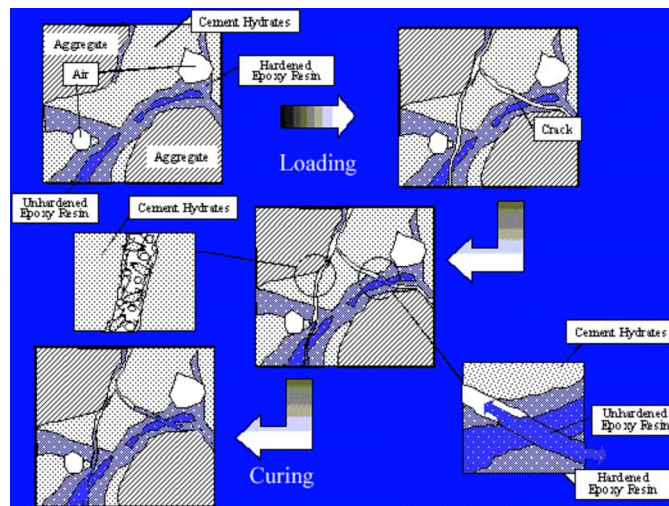 Cement Hydrates
Aggregate
Air
Hardened
Epoxy Resin
Crack
Aggregate
Loading
Unhardened
Epoxy Resin
Cement Hydrates
Cement Hydrates
Unhardened
Epoxy Resin
Curing
Hardened
Epoxy Resin